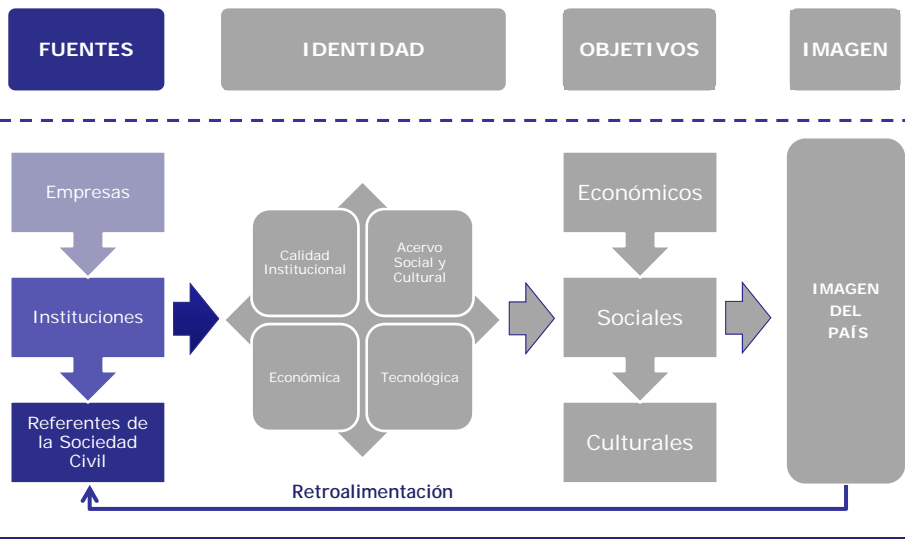 FUENTES
IDENTIDAD
OBJETIVOS
IMAGEN
Empresas
Instituciones
Referentes de
la Sociedad
Civil
Calidad
Institucional
Acervo
Social y
Cultural
Económica
Tecnológica
Económicos
Sociales
Culturales
IMAGEN
DEL
PAÍS
Retroalimentación